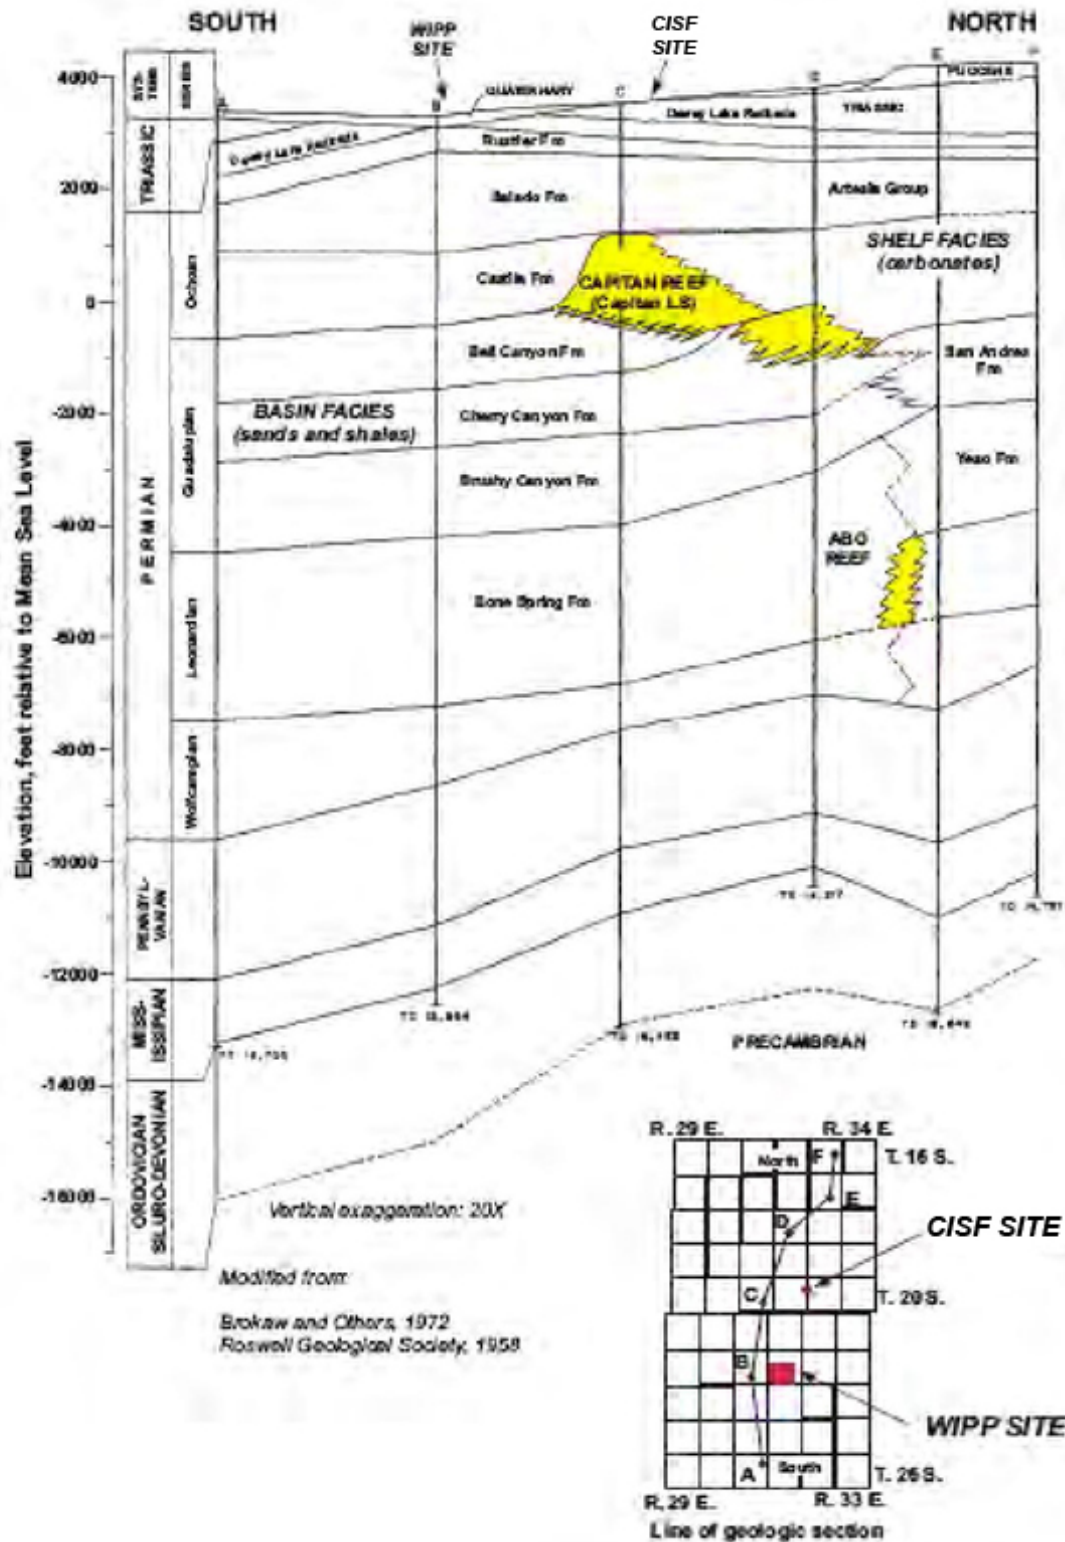 SOUTH
WIPP
SITE
CISF
SITE
NORTH
4000
2000
0
-2000
-4000
-6000
-8000
-10000
-12000
-14000
-16000
Elevation, feet relative to Mean Sea Level
SERIES
TRIASSIC
PERMIAN
Ochoan
Guadalupian
Leonardian
Wolfcampian
PENNSYL-
VANIAN
MISS-
ISSIPIAN
ORDOVICIAN
SILURO-DEVONIAN
A
B
C
E
F
QUATERNARY
Dewey Lake Redbeds
Dewey Lake Redbeds
TRIASSIC
Rustler Fm
Salado Fm
Artesia Group
SHELF FACIES
(carbonates)
Castile Fm
CAPITAN REEF
(Capitan LS)
Bell Canyon Fm
San Andres
Fm
BASIN FACIES
(sands and shales)
Cherry Canyon Fm
Brushy Canyon Fm
Yeso Fm
ABO
REEF
Bone Spring Fm
PRECAMBRIAN
Vertical exaggeration: 20X
Modified from:
Brokaw and Others, 1972
Roswell Geological Society, 1958
R. 29 E.
R. 34 E.
North
F
T. 16 S.
E
D
CISF SITE
C
T. 20 S.
B
WIPP SITE
A
South
T. 26 S.
R. 29 E.
R. 33 E.
Line of geologic section